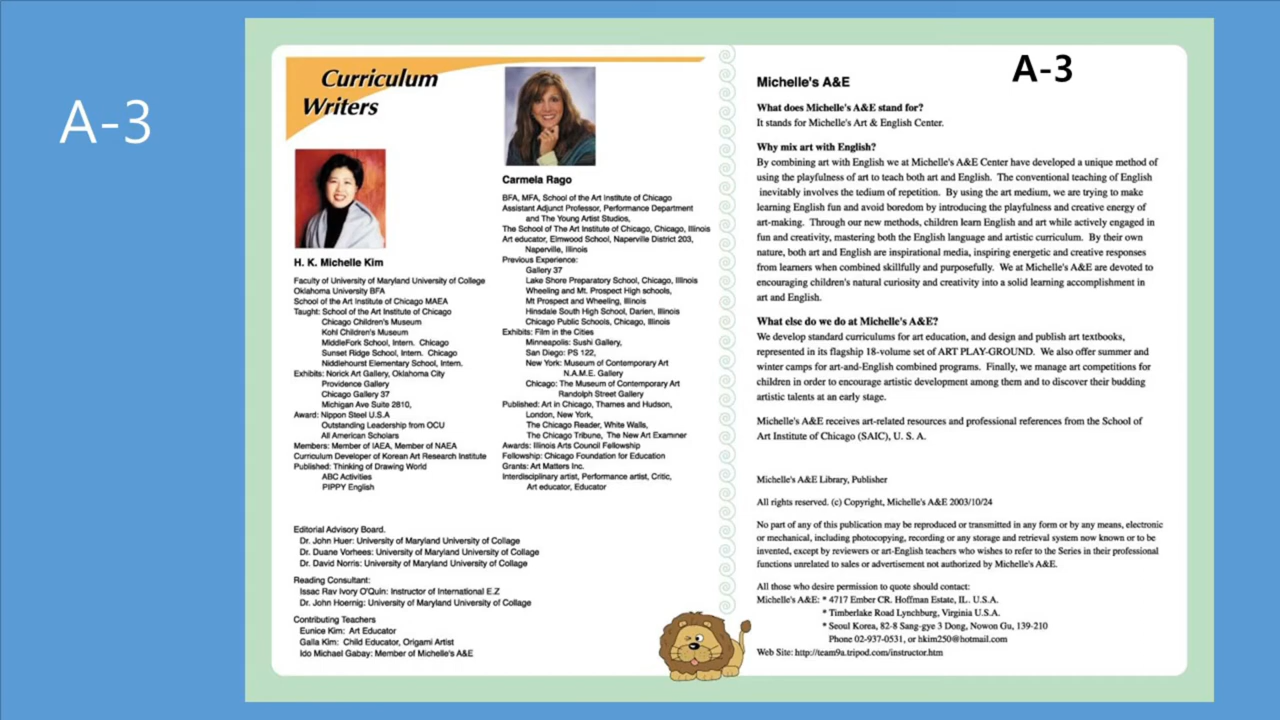 A-3
Curriculum
Writers
H. K. Michelle Kim
Faculty of University of Maryland University of College
Oklahoma University BFA
School of the Art Institute of Chicago MAEA
Taught: School of the Art Institute of Chicago
Chicago Children's Museum
Kohl Children's Museum
MiddleFork School, Intern. Chicago
Sunset Ridge School, Intern. Chicago
Niddlehourst Elementary School, Intern.
Exhibits: Norick Art Gallery, Oklahoma City
Providence Gallery
Chicago Gallery 37
Michigan Ave Suite 2810,
Award: Nippon Steel U.S.A
Outstanding Leadership from OCU
All American Scholars
Members: Member of IAEA, Member of NAEA
Curriculum Developer of Korean Art Research Institute
Published: Thinking of Drawing World
ABC Activities
PIPPY English
Carmela Rago
BFA, MFA, School of the Art Institute of Chicago
Assistant Adjunct Professor, Performance Department
and The Young Artist Studios,
The School of The Art Institute of Chicago, Chicago, Illinois
Art educator, Elmwood School, Naperville District 203,
Naperville, Illinois
Previous Experience:
Gallery 37
Lake Shore Preparatory School, Chicago, Illinois
Wheeling and Mt. Prospect High schools,
Mt Prospect and Wheeling, Illinois
Hinsdale South High School, Darien, Illinois
Chicago Public Schools, Chicago, Illinois
Exhibits: Film in the Cities
Minneapolis: Sushi Gallery,
San Diego: PS 122,
New York: Museum of Contemporary Art
N.A.M.E. Gallery
Chicago: The Museum of Contemporary Art
Randolph Street Gallery
Published: Art in Chicago, Thames and Hudson,
London, New York,
The Chicago Reader, White Walls,
The Chicago Tribune, The New Art Examiner
Awards: Illinois Arts Council Fellowship
Fellowship: Chicago Foundation for Education
Grants: Art Matters Inc.
Interdisciplinary artist, Performance artist, Critic,
Art educator, Educator
Editorial Advisory Board.
Dr. John Huer: University of Maryland University of Collage
Dr. Duane Vorhees: University of Maryland University of Collage
Dr. David Norris: University of Maryland University of Collage
Reading Consultant:
Issac Rav Ivory O'Quin: Instructor of International E.Z
Dr. John Hoernig: University of Maryland University of Collage
Contributing Teachers
Eunice Kim: Art Educator
Galla Kim: Child Educator, Origami Artist
Ido Michael Gabay: Member of Michelle's A&E
A-3
Michelle's A&E
What does Michelle's A&E stand for?
It stands for Michelle's Art & English Center.
Why mix art with English?
By combining art with English we at Michelle's A&E Center have developed a unique method of
using the playfulness of art to teach both art and English. The conventional teaching of English
inevitably involves the tedium of repetition. By using the art medium, we are trying to make
learning English fun and avoid boredom by introducing the playfulness and creative energy of
art-making. Through our new methods, children learn English and art while actively engaged in
fun and creativity, mastering both the English language and artistic curriculum. By their own
nature, both art and English are inspirational media, inspiring energetic and creative responses
from learners when combined skillfully and purposefully. We at Michelle's A&E are devoted to
encouraging children's natural curiosity and creativity into a solid learning accomplishment in
art and English.
What else do we do at Michelle's A&E?
We develop standard curriculums for art education, and design and publish art textbooks,
represented in its flagship 18-volume set of ART PLAY-GROUND. We also offer summer and
winter camps for art-and-English combined programs. Finally, we manage art competitions for
children in order to encourage artistic development among them and to discover their budding
artistic talents at an early stage.
Michelle's A&E receives art-related resources and professional references from the School of
Art Institute of Chicago (SAIC), U. S. A.
Michelle's A&E Library, Publisher
All rights reserved. (c) Copyright, Michelle's A&E 2003/10/24
No part of any of this publication may be reproduced or transmitted in any form or by any means, electronic
or mechanical, including photocopying, recording or any storage and retrieval system now known or to be
invented, except by reviewers or art-English teachers who wishes to refer to the Series in their professional
functions unrelated to sales or advertisement not authorized by Michelle's A&E.
All those who desire permission to quote should contact:
Michelle's A&E: * 4717 Ember CR. Hoffman Estate, IL. U.S.A.
* Timberlake Road Lynchburg, Virginia U.S.A.
* Seoul Korea, 82-8 Sang-gye 3 Dong, Nowon Gu, 139-210
Phone 02-937-0531, or hkim250@hotmail.com
Web Site: http://team9a.tripod.com/instructor.htm